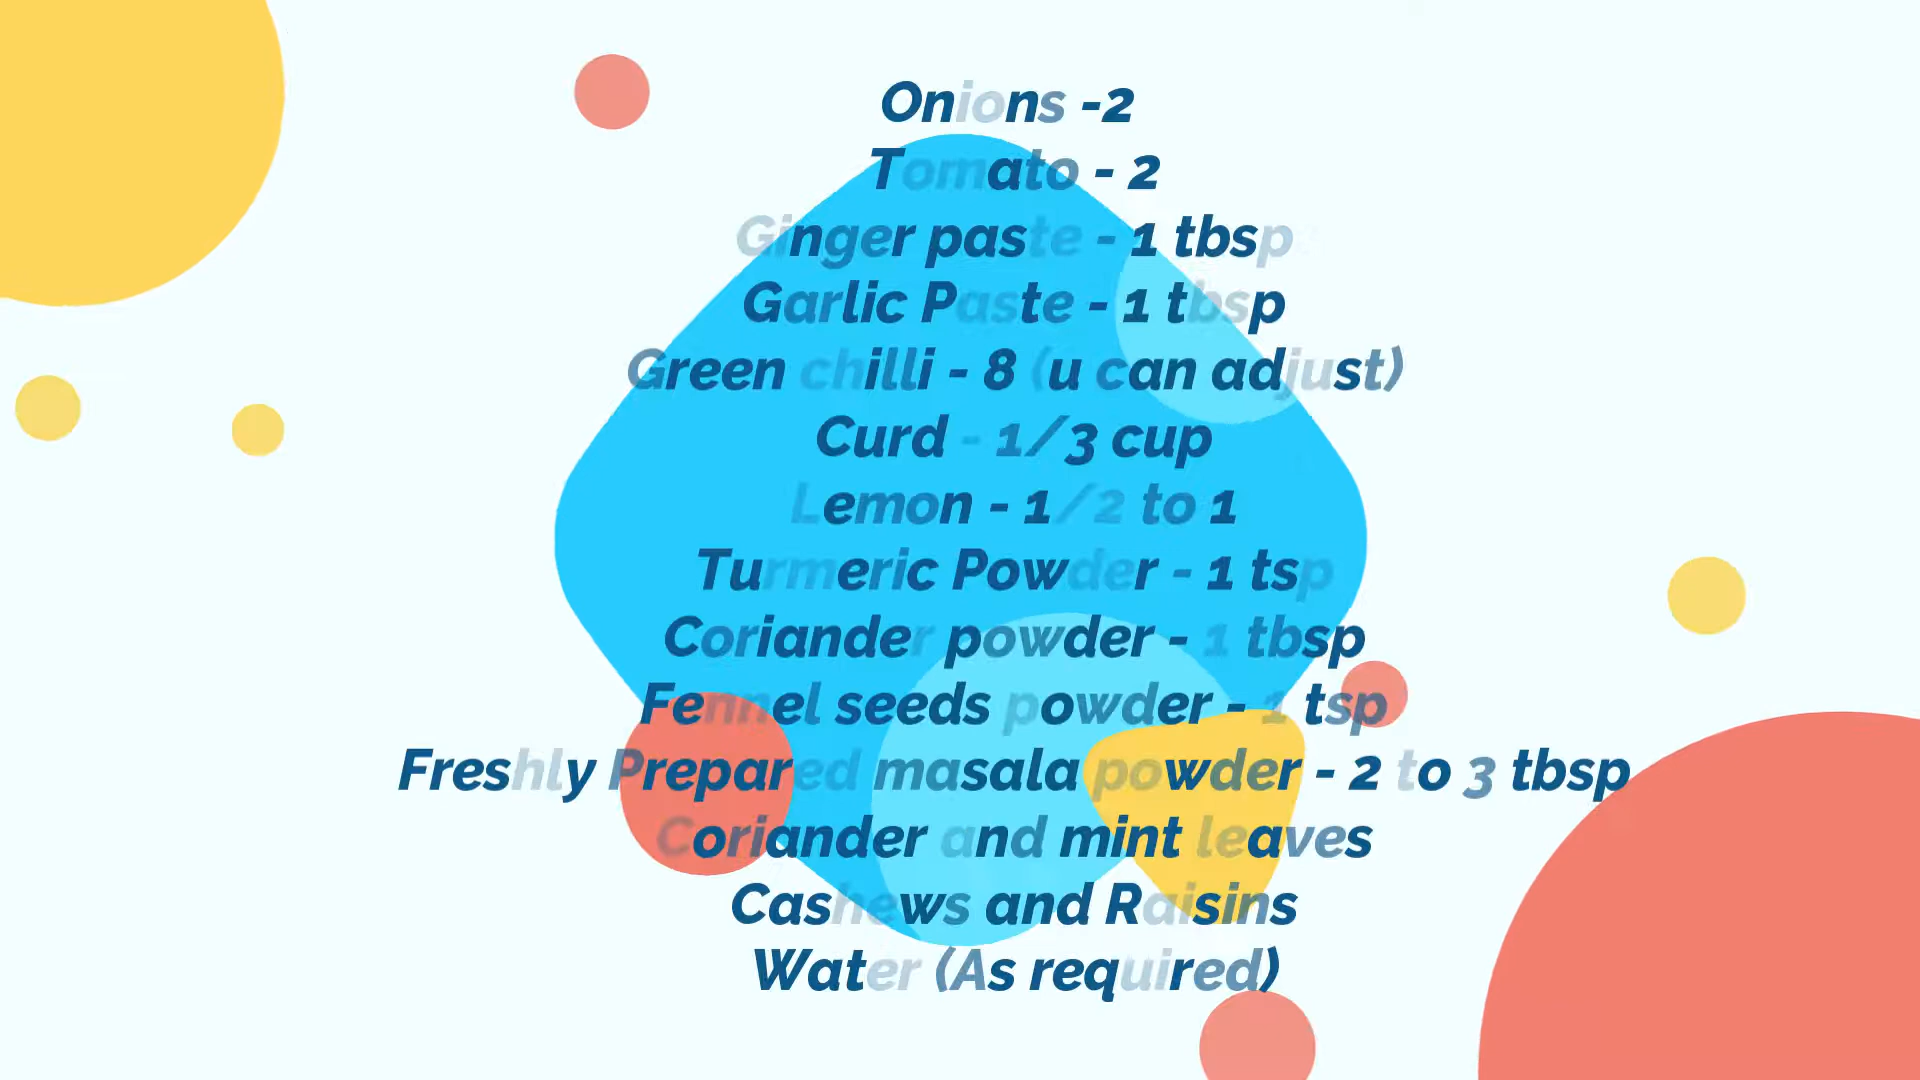 Onions -2
Tomato - 2
Ginger paste - 1 tbsp
Garlic Paste - 1 tbsp
Green chilli - 8 (u can adjust)
Curd - 1/3 cup
Lemon - 1/2 to 1
Turmeric Powder - 1 tsp
Coriander powder - 1 tbsp
Fennel seeds powder - 1 tsp
Freshly Prepared masala powder - 2 to 3 tbsp
Coriander and mint leaves
Cashews and Raisins
Water (As required)